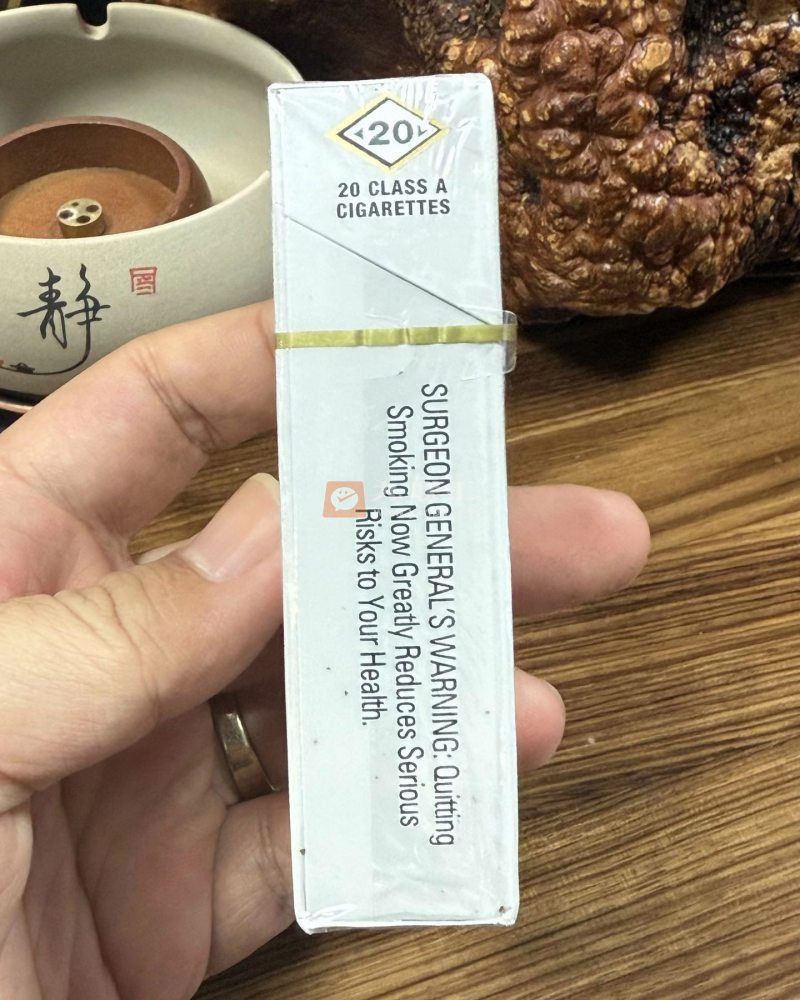 20
20 CLASS A
CIGARETTES
SURGEON GENERAL'S WARNING: Quitting
Smoking Now Greatly Reduces Serious
Risks to Your Health.
静